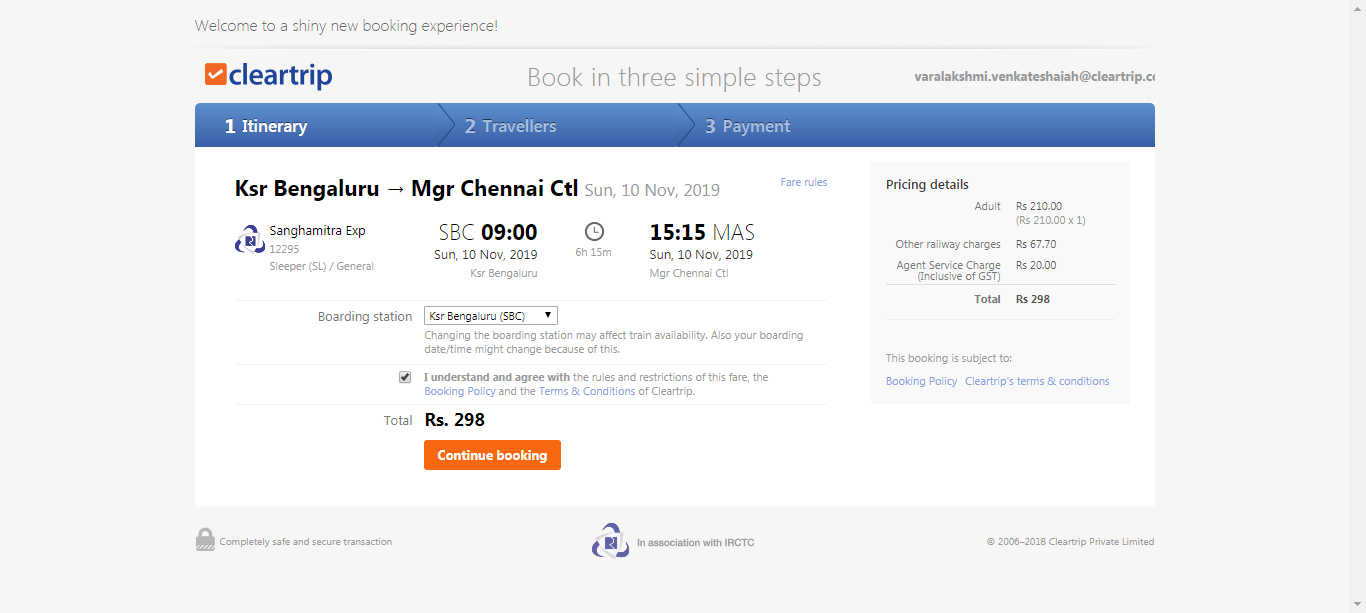 Welcome to a shiny new booking experience!
cleartrip
Book in three simple steps
varalakshmi.venkateshaiah@cleartrip.co
1 Itinerary
2 Travellers
3 Payment
Ksr Bengaluru → Mgr Chennai Ctl Sun, 10 Nov, 2019
Fare rules
Sanghamitra Exp
12295
Sleeper (SL) / General
SBC 09:00
Sun, 10 Nov, 2019
Ksr Bengaluru
6h 15m
15:15 MAS
Sun, 10 Nov, 2019
Mgr Chennai Ctl
Boarding station
Ksr Bengaluru (SBC)
Changing the boarding station may affect train availability. Also your boarding
date/time might change because of this.
I understand and agree with the rules and restrictions of this fare, the
Booking Policy and the Terms & Conditions of Cleartrip.
Total Rs. 298
Continue booking
Pricing details
Adult Rs 210.00
(Rs 210.00 x 1)
Other railway charges Rs 67.70
Agent Service Charge Rs 20.00
(Inclusive of GST)
Total Rs 298
This booking is subject to:
Booking Policy Cleartrip's terms & conditions
Completely safe and secure transaction
In association with IRCTC
© 2006–2018 Cleartrip Private Limited